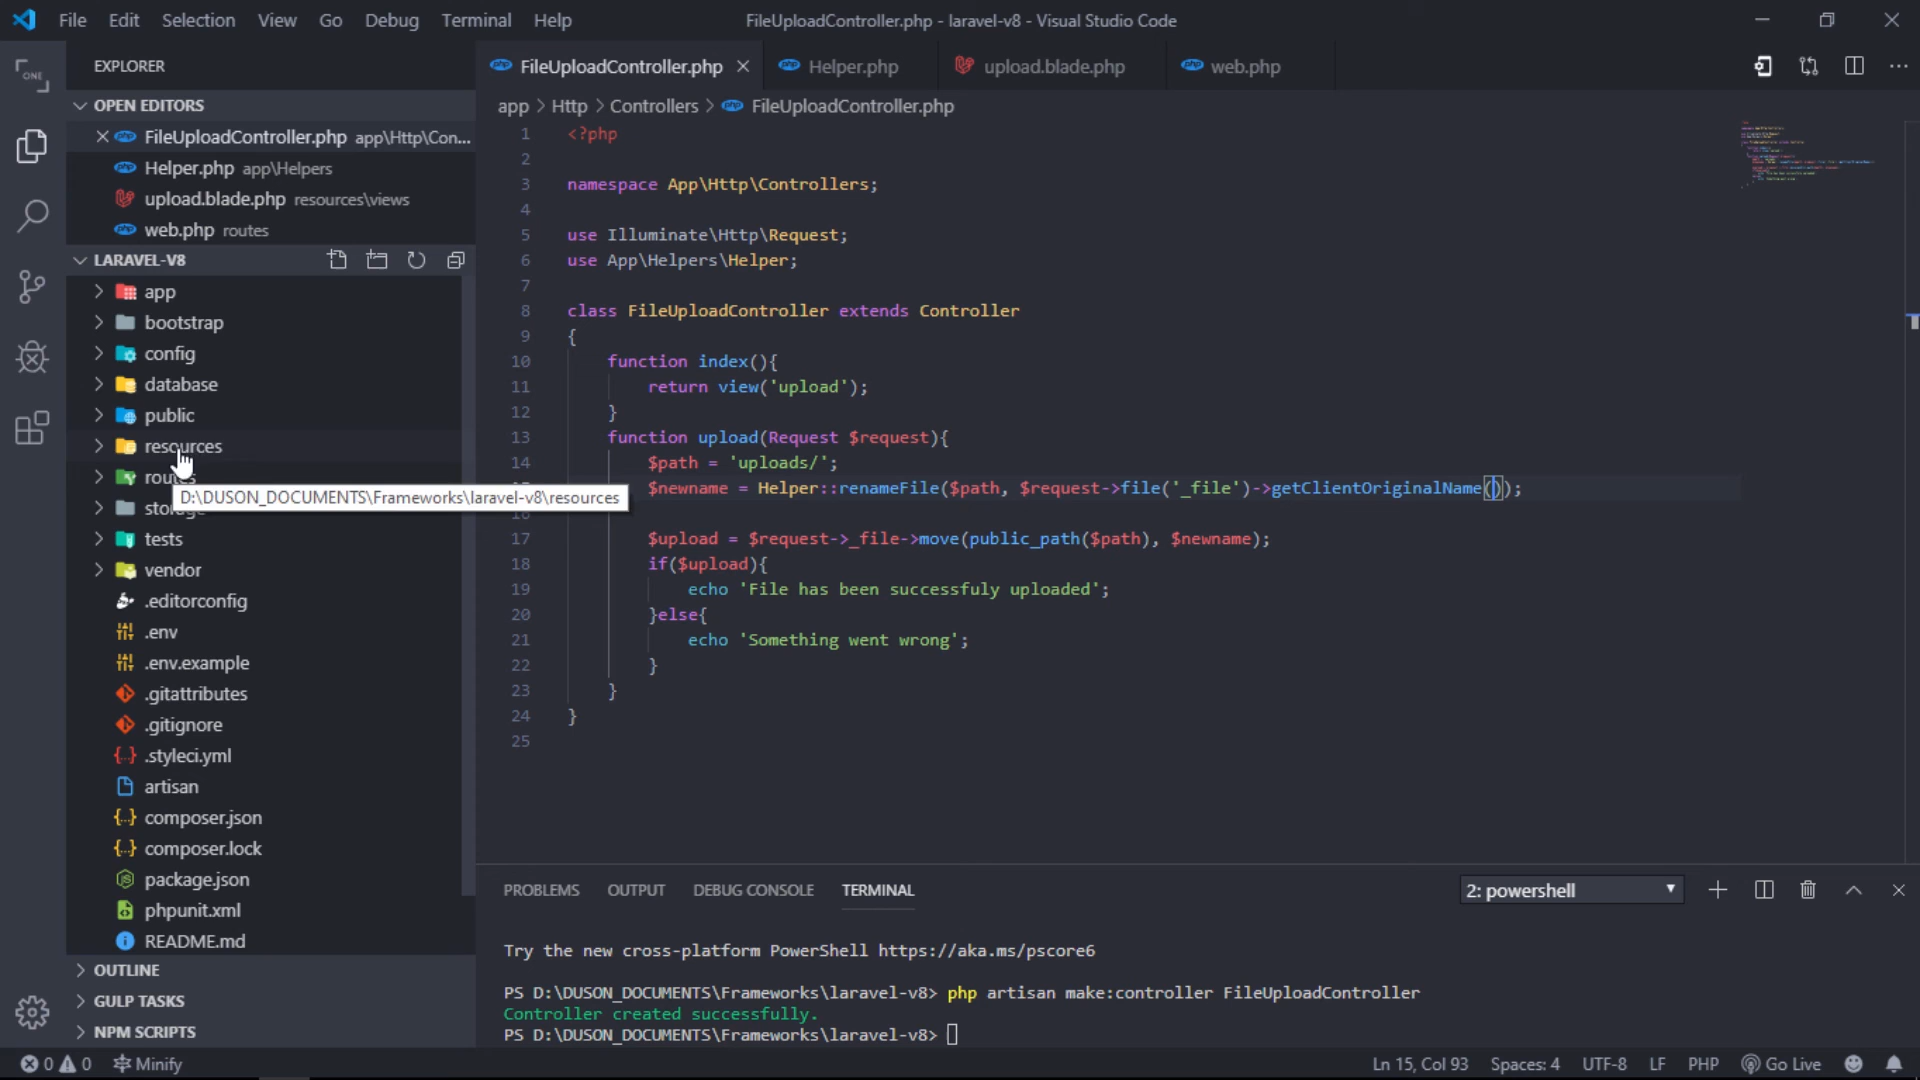 File Edit Selection View Go Debug Terminal Help
FileUploadController.php - laravel-v8 - Visual Studio Code
ONE
EXPLORER
OPEN EDITORS
FileUploadController.php app\Http\Con...
Helper.php app\Helpers
upload.blade.php resources\views
web.php routes
LARAVEL-V8
app
bootstrap
config
database
public
resources
D:\DUSON_DOCUMENTS\Frameworks\laravel-v8\resources
tests
vendor
.editorconfig
.env
.env.example
.gitattributes
.gitignore
.styleci.yml
artisan
composer.json
composer.lock
package.json
phpunit.xml
README.md
OUTLINE
GULP TASKS
NPM SCRIPTS
FileUploadController.php Helper.php upload.blade.php web.php
app > Http > Controllers > FileUploadController.php
1 <?php
2
3 namespace App\Http\Controllers;
4
5 use Illuminate\Http\Request;
6 use App\Helpers\Helper;
7
8 class FileUploadController extends Controller
9 {
10 function index(){
11 return view('upload');
12 }
13 function upload(Request $request){
14 $path = 'uploads/';
$newname = Helper::renameFile($path, $request->file('_file')->getClientOriginalName());
17 $upload = $request->_file->move(public_path($path), $newname);
18 if($upload){
19 echo 'File has been successfuly uploaded';
20 }else{
21 echo 'Something went wrong';
22 }
23 }
24 }
25
PROBLEMS OUTPUT DEBUG CONSOLE TERMINAL
2: powershell
Try the new cross-platform PowerShell https://aka.ms/pscore6
PS D:\DUSON_DOCUMENTS\Frameworks\laravel-v8> php artisan make:controller FileUploadController
Controller created successfully.
PS D:\DUSON_DOCUMENTS\Frameworks\laravel-v8>
0 0 Minify
Ln 15, Col 93 Spaces: 4 UTF-8 LF PHP Go Live